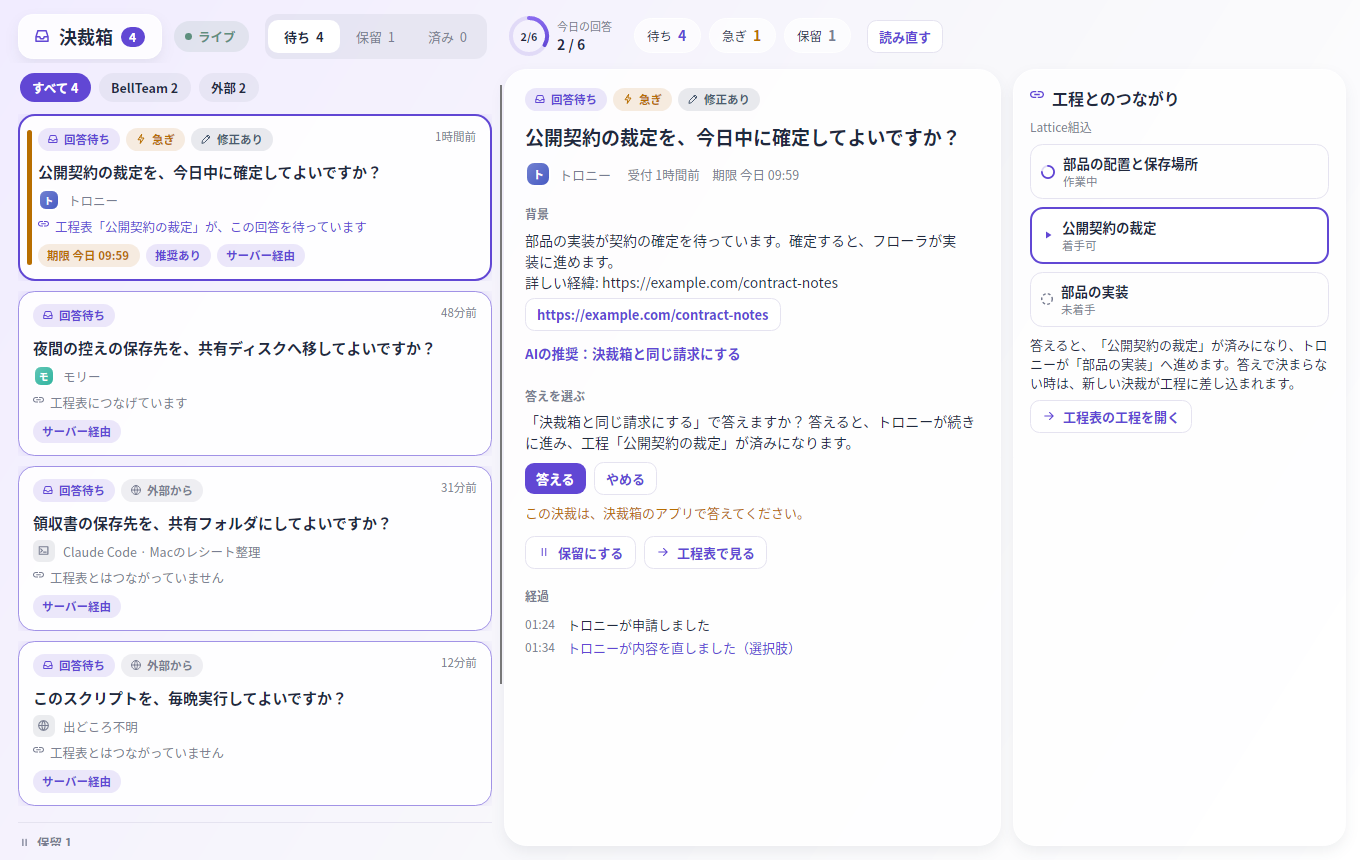 決裁箱 4
ライブ
待ち 4
保留 1
済み 0
2/6
今日の回答
2 / 6
待ち 4
急ぎ 1
保留 1
読み直す
すべて 4
BellTeam 2
外部 2
回答待ち
急ぎ
修正あり
1時間前
公開契約の裁定を、今日中に確定してよいですか？
ト トロニー
工程表「公開契約の裁定」が、この回答を待っています
期限 今日 09:59
推奨あり
サーバー経由
回答待ち
48分前
夜間の控えの保存先を、共有ディスクへ移してよいですか？
モ モリー
工程表につなげています
サーバー経由
回答待ち
外部から
31分前
領収書の保存先を、共有フォルダにしてよいですか？
Claude Code · Macのレシート整理
工程表とはつながっていません
サーバー経由
回答待ち
外部から
12分前
このスクリプトを、毎晩実行してよいですか？
出どころ不明
工程表とはつながっていません
サーバー経由
保留 1
回答待ち
急ぎ
修正あり
公開契約の裁定を、今日中に確定してよいですか？
ト トロニー 受付 1時間前 期限 今日 09:59
背景
部品の実装が契約の確定を待っています。確定すると、フローラが実
装に進めます。
詳しい経緯: https://example.com/contract-notes
https://example.com/contract-notes
AIの推奨：決裁箱と同じ請求にする
答えを選ぶ
「決裁箱と同じ請求にする」で答えますか？ 答えると、トロニーが続き
に進み、工程「公開契約の裁定」が済みになります。
答える
やめる
この決裁は、決裁箱のアプリで答えてください。
保留にする
工程表で見る
経過
01:24 トロニーが申請しました
01:34 トロニーが内容を直しました（選択肢）
工程とのつながり
Lattice組込
部品の配置と保存場所
作業中
公開契約の裁定
着手可
部品の実装
未着手
答えると、「公開契約の裁定」が済みになり、トロ
ニーが「部品の実装」へ進めます。答えで決まらな
い時は、新しい決裁が工程に差し込まれます。
工程表の工程を開く